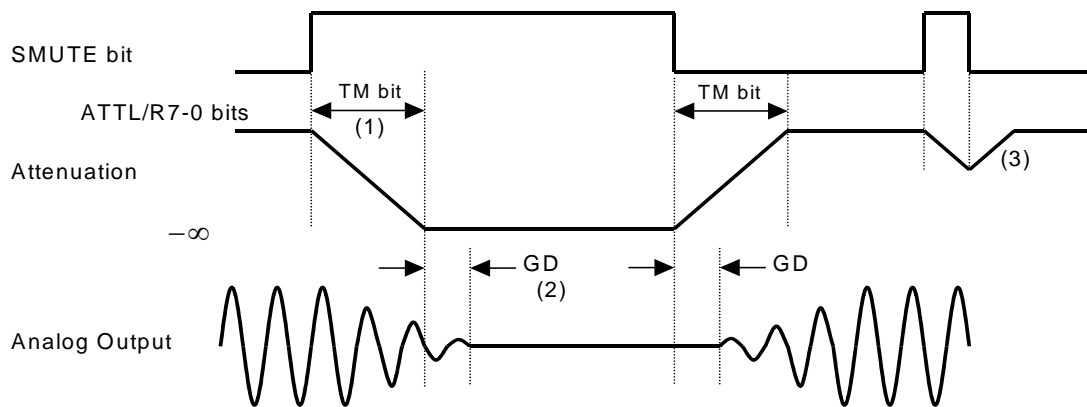 SMUTE bit
TM bit
TM bit
ATTL/R7-0 bits
(1)
(3)
Attenuation
−∞
GD
GD
(2)
Analog Output